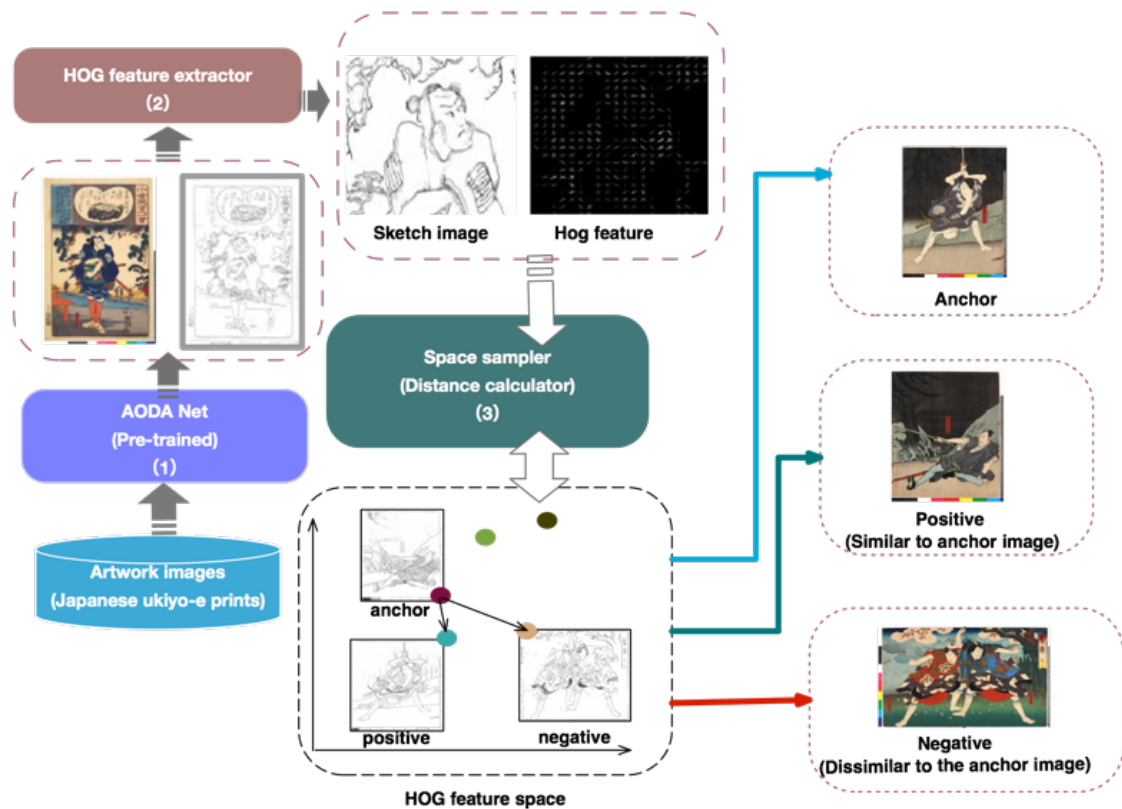 HOG feature extractor
(2)
Sketch image
Hog feature
AODA Net
(Pre-trained)
(1)
Artwork images
(Japanese ukiyo-e prints)
Space sampler
(Distance calculator)
(3)
anchor
positive
negative
HOG feature space
Anchor
Positive
(Similar to anchor image)
Negative
(Dissimilar to the anchor image)